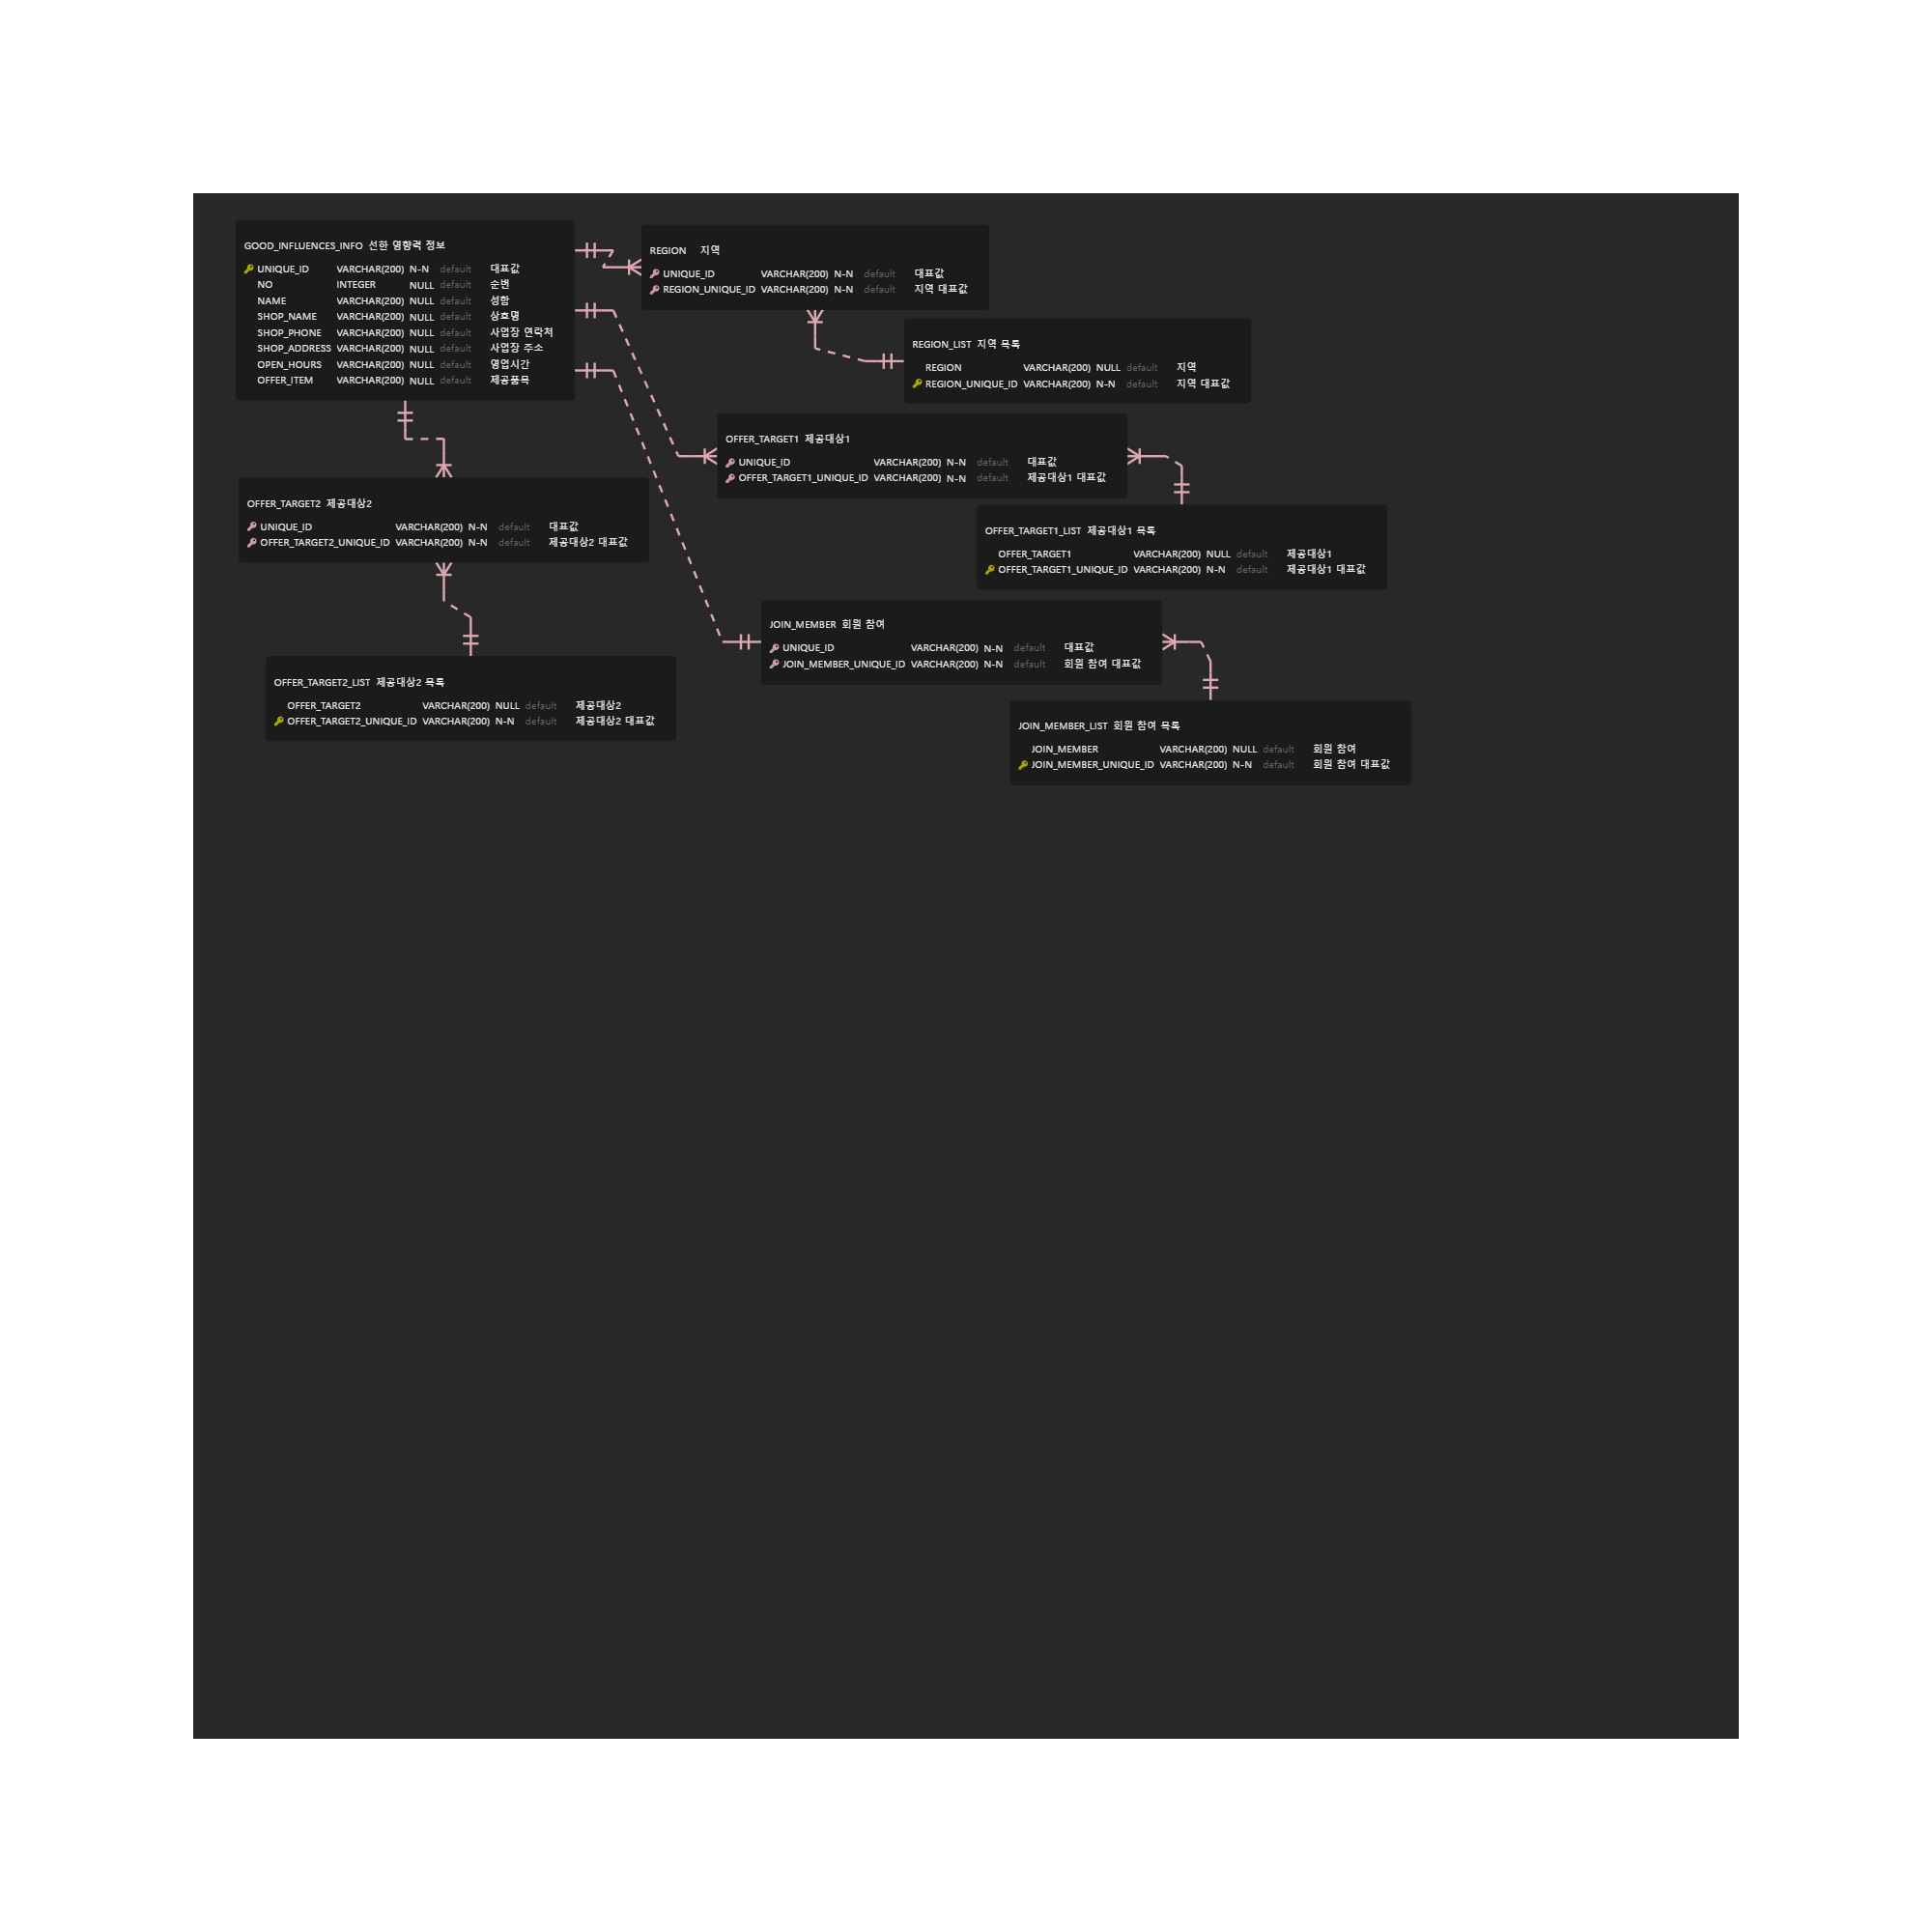 GOOD_INFLUENCES_INFO 선한 영향력 정보
UNIQUE_ID VARCHAR(200) N-N default 대표값
NO INTEGER NULL default 순번
NAME VARCHAR(200) NULL default 성함
SHOP_NAME VARCHAR(200) NULL default 상호명
SHOP_PHONE VARCHAR(200) NULL default 사업장 연락처
SHOP_ADDRESS VARCHAR(200) NULL default 사업장 주소
OPEN_HOURS VARCHAR(200) NULL default 영업시간
OFFER_ITEM VARCHAR(200) NULL default 제공품목
REGION 지역
UNIQUE_ID VARCHAR(200) N-N default 대표값
REGION_UNIQUE_ID VARCHAR(200) N-N default 지역 대표값
REGION_LIST 지역 목록
REGION VARCHAR(200) NULL default 지역
REGION_UNIQUE_ID VARCHAR(200) N-N default 지역 대표값
OFFER_TARGET1 제공대상1
UNIQUE_ID VARCHAR(200) N-N default 대표값
OFFER_TARGET1_UNIQUE_ID VARCHAR(200) N-N default 제공대상1 대표값
OFFER_TARGET2 제공대상2
UNIQUE_ID VARCHAR(200) N-N default 대표값
OFFER_TARGET2_UNIQUE_ID VARCHAR(200) N-N default 제공대상2 대표값
OFFER_TARGET1_LIST 제공대상1 목록
OFFER_TARGET1 VARCHAR(200) NULL default 제공대상1
OFFER_TARGET1_UNIQUE_ID VARCHAR(200) N-N default 제공대상1 대표값
JOIN_MEMBER 회원 참여
UNIQUE_ID VARCHAR(200) N-N default 대표값
JOIN_MEMBER_UNIQUE_ID VARCHAR(200) N-N default 회원 참여 대표값
OFFER_TARGET2_LIST 제공대상2 목록
OFFER_TARGET2 VARCHAR(200) NULL default 제공대상2
OFFER_TARGET2_UNIQUE_ID VARCHAR(200) N-N default 제공대상2 대표값
JOIN_MEMBER_LIST 회원 참여 목록
JOIN_MEMBER VARCHAR(200) NULL default 회원 참여
JOIN_MEMBER_UNIQUE_ID VARCHAR(200) N-N default 회원 참여 대표값